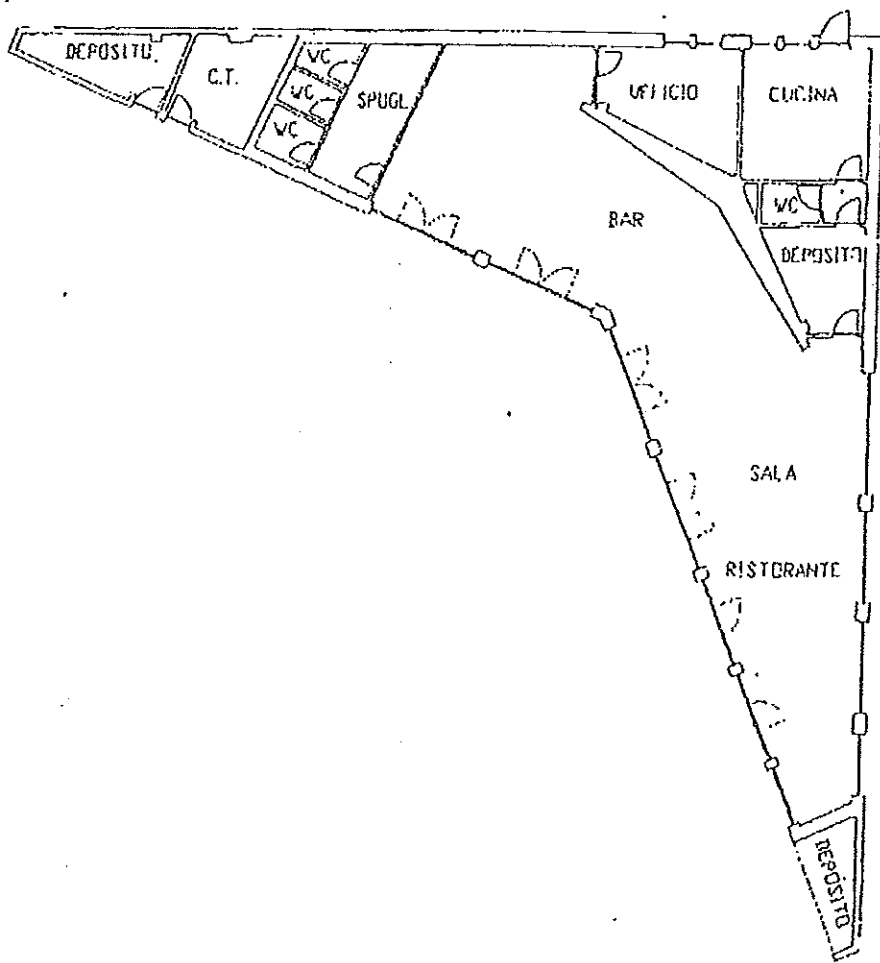 DEPOSITO.
C.T.
WC
WC
WC
SPOGL.
UFFICIO
CUCINA
BAR
WC
DEPOSITO
SALA
RISTORANTE
DEPOSITO